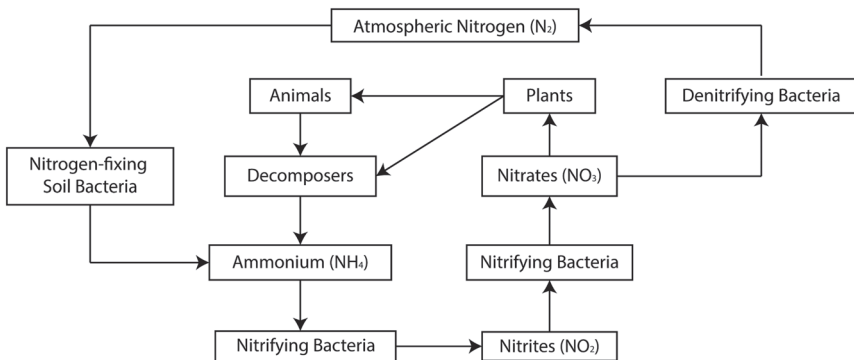 Atmospheric Nitrogen (N₂)
Animals
Plants
Denitrifying Bacteria
Nitrogen-fixing
Soil Bacteria
Decomposers
Nitrates (NO₃)
Ammonium (NH₄)
Nitrifying Bacteria
Nitrifying Bacteria
Nitrites (NO₂)